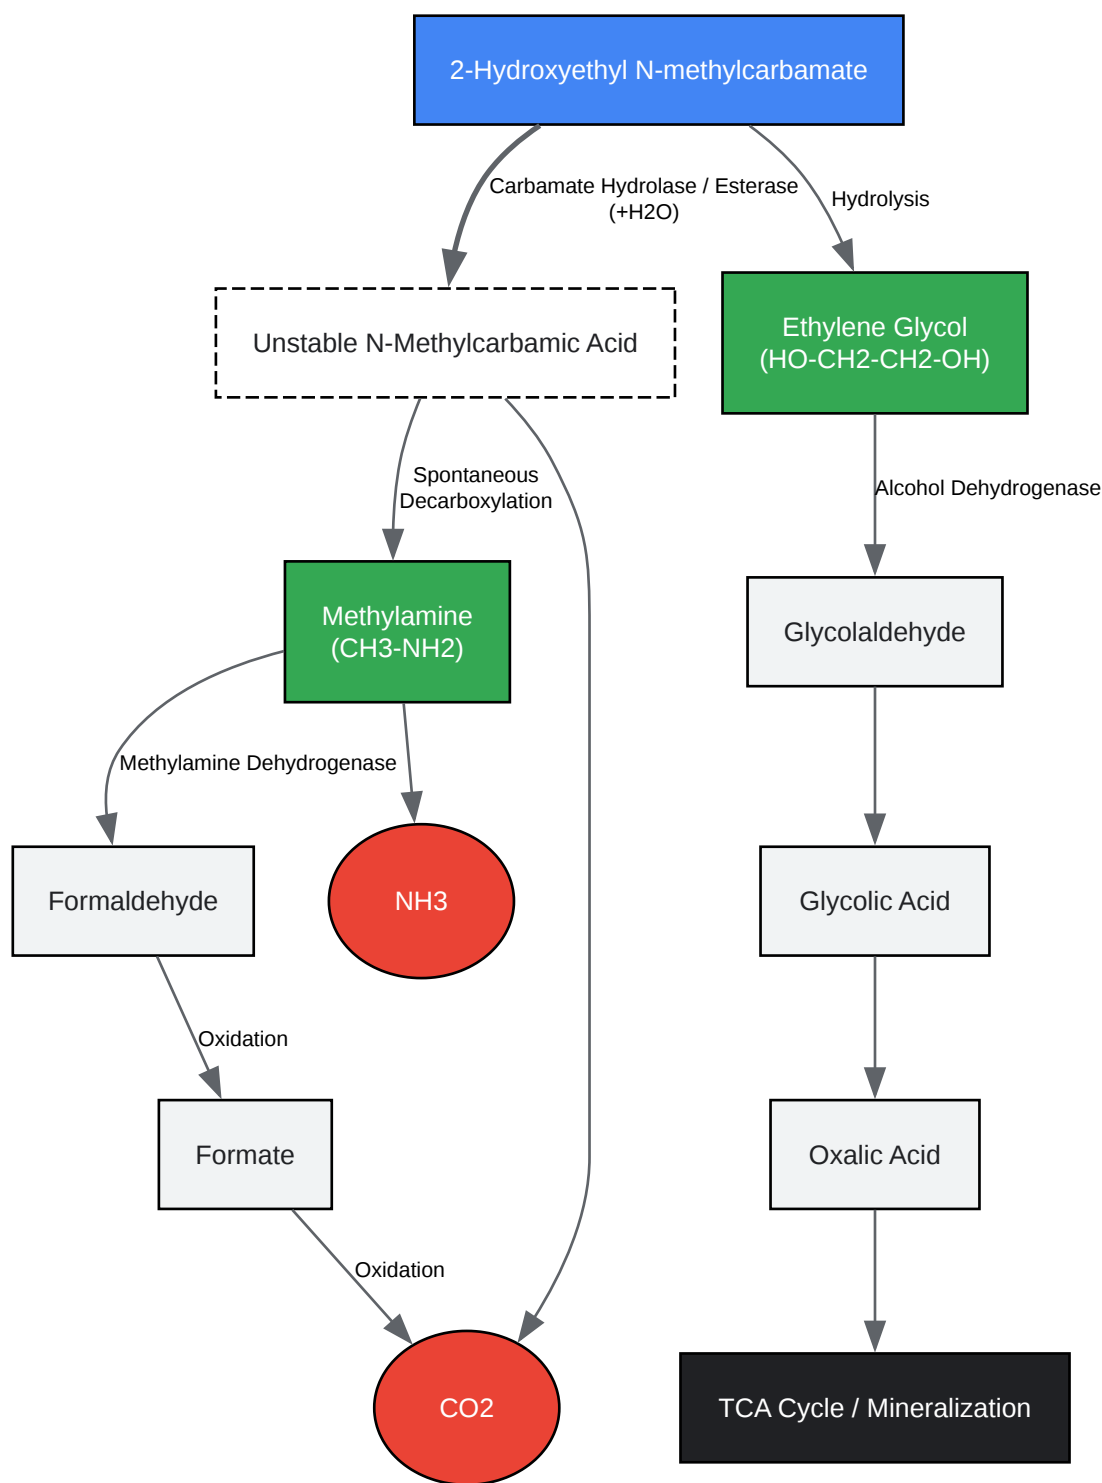 2-Hydroxyethyl N-methylcarbamate
Carbamate Hydrolase / Esterase
(+H2O)
Hydrolysis
Unstable N-Methylcarbamic Acid
Ethylene Glycol
(HO-CH2-CH2-OH)
Spontaneous
Decarboxylation
Alcohol Dehydrogenase
Methylamine
(CH3-NH2)
Glycolaldehyde
Methylamine Dehydrogenase
Formaldehyde
NH3
Glycolic Acid
Oxidation
Formate
Oxalic Acid
Oxidation
CO2
TCA Cycle / Mineralization